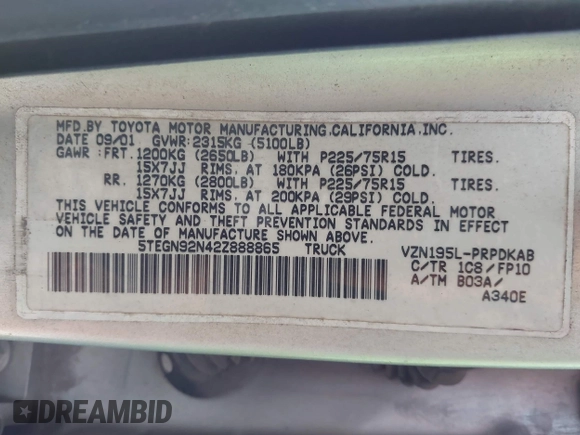 MFD.BY TOYOTA MOTOR MANUFACTURING,CALIFORNIA,INC.
DATE 09/01 GVWR:2315KG (5100LB)
GAWR : FRT. 1200KG (2650LB) WITH P225/75R15 TIRES.
15X7JJ RIMS, AT 180KPA (26PSI) COLD.
RR. 1270KG (2800LB) WITH P225/75R15 TIRES.
15X7JJ RIMS, AT 200KPA (29PSI) COLD.
THIS VEHICLE CONFORMS TO ALL APPLICABLE FEDERAL MOTOR
VEHICLE SAFETY AND THEFT PREVENTION STANDARDS IN EFFECT
ON THE DATE OF MANUFACTURE SHOWN ABOVE.
5TEGN92N42Z888865 TRUCK VZN195L-PRPDKAB
C/TR 1C8/FP10
A/TM B03A/
A340E
DREAMBID